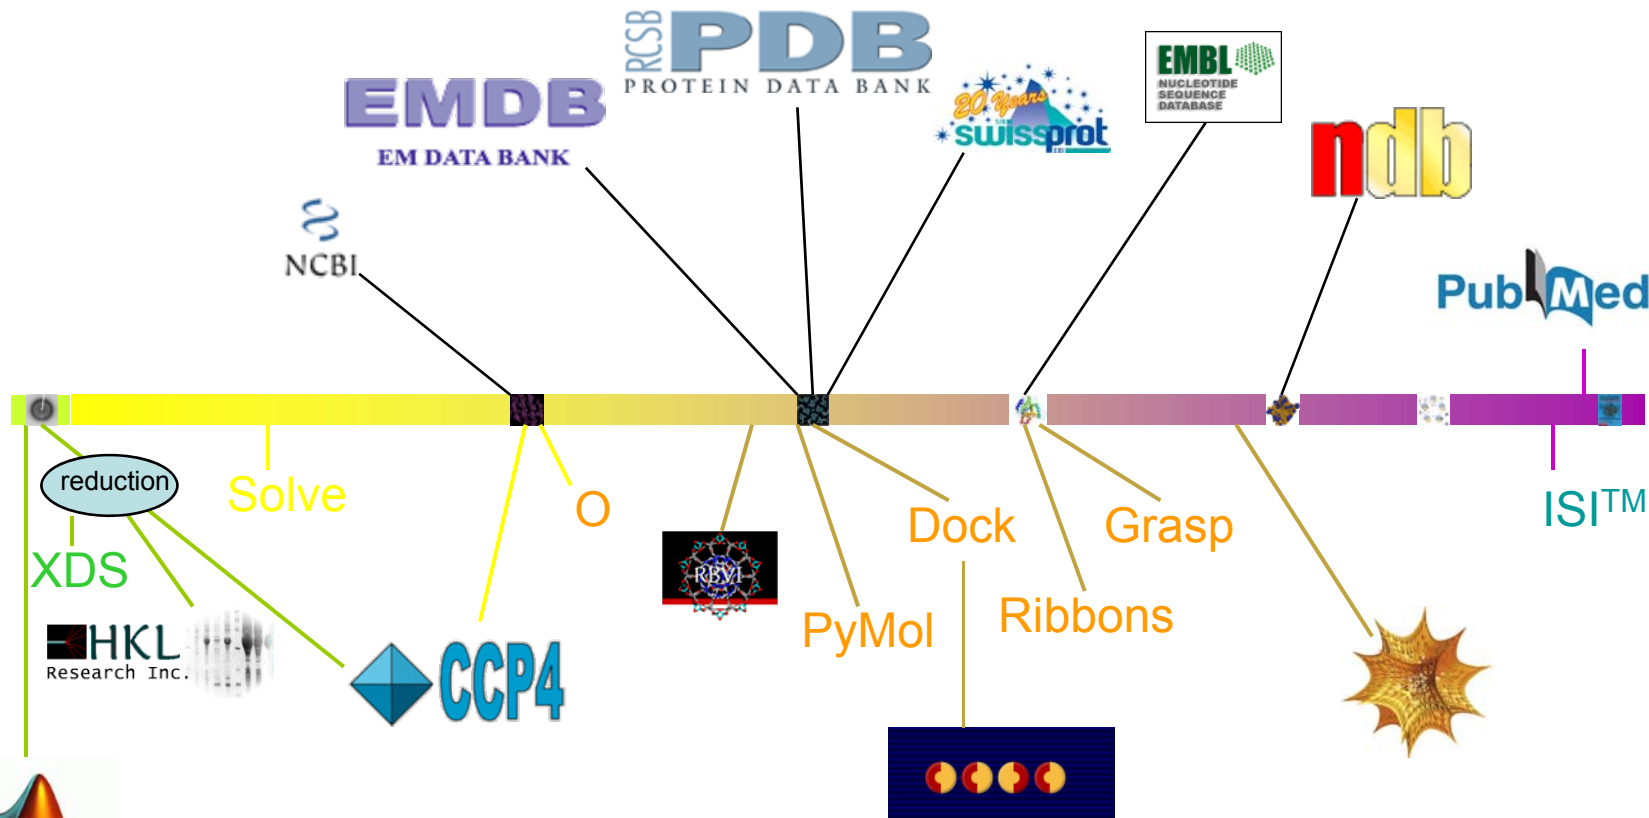 RCSB
PDB
PROTEIN DATA BANK
EMDB
EM DATA BANK
20 Years
swissprot
EMBL
NUCLEOTIDE
SEQUENCE
DATABASE
ndb
NCBI
PubMed
reduction
Solve
O
XDS
HKL
Research Inc.
CCP4
RBVI
PyMol
Dock
Ribbons
Grasp
ISI™